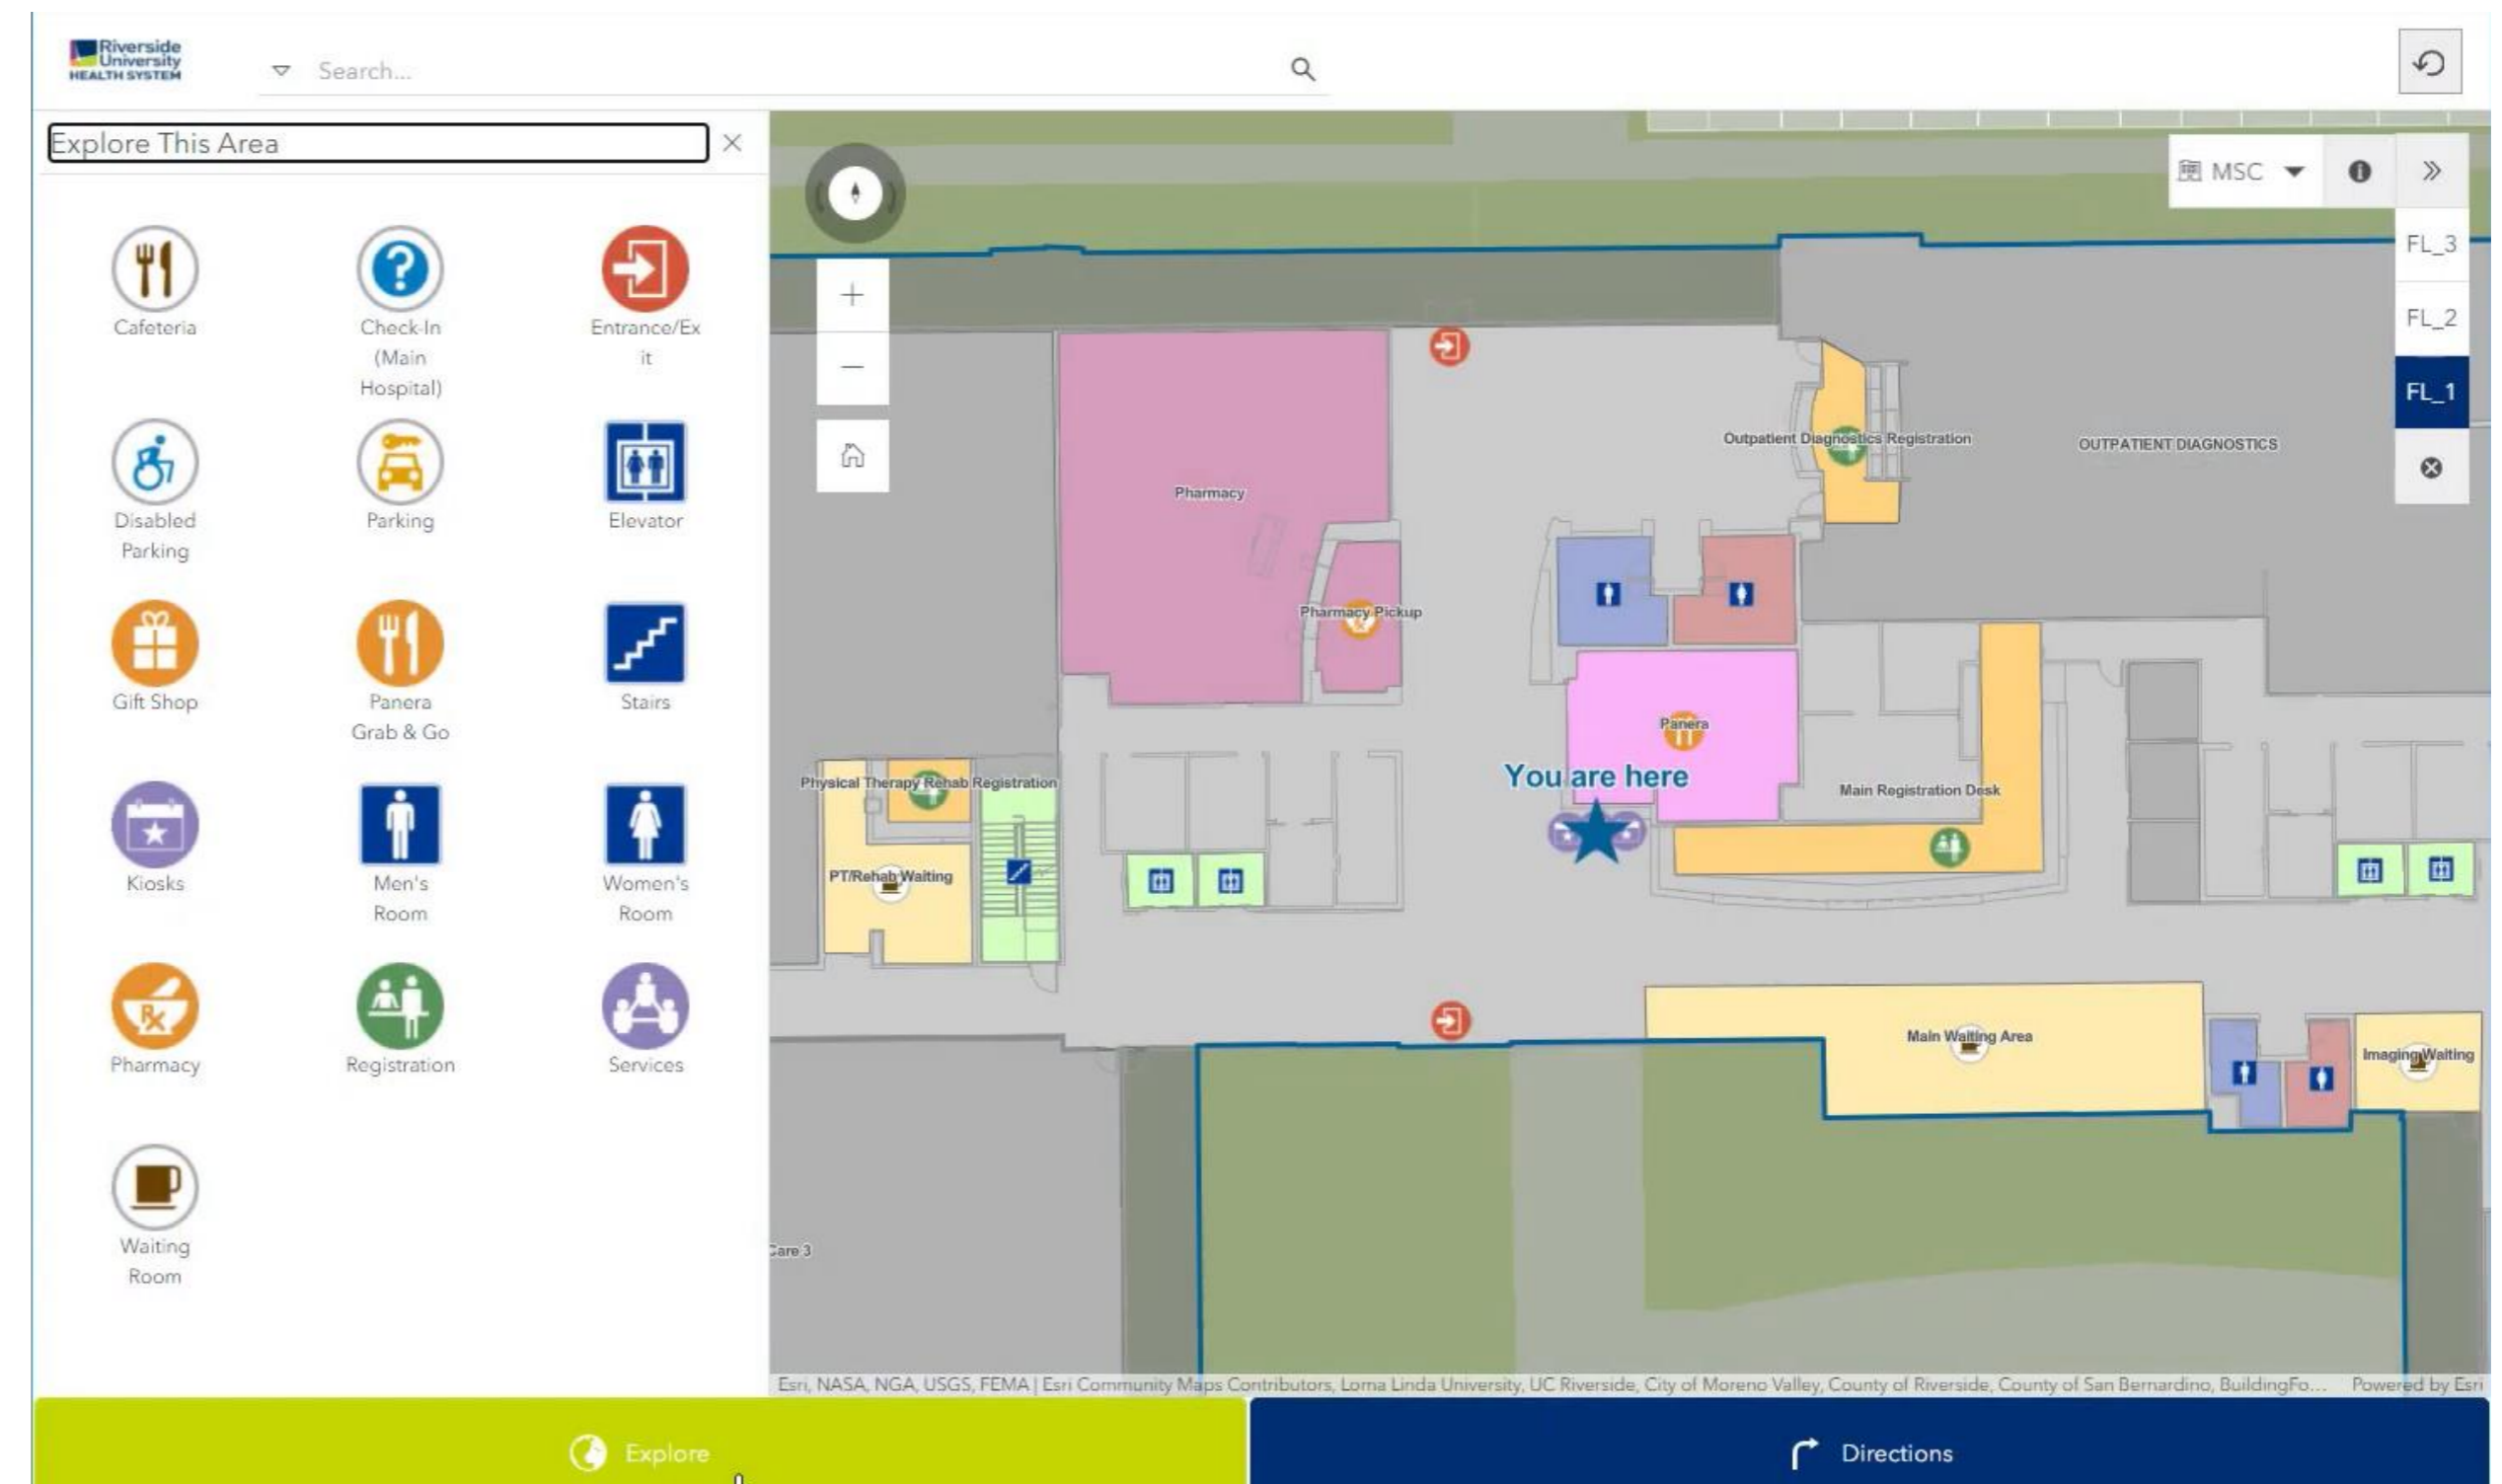 Riverside
University
HEALTH SYSTEM
Search...
Explore This Area
Cafeteria
Check-In
(Main
Hospital)
Entrance/Ex
it
Disabled
Parking
Parking
Elevator
Gift Shop
Panera
Grab & Go
Stairs
Kiosks
Men's
Room
Women's
Room
Pharmacy
Registration
Services
Waiting
Room
MSC
FL_3
FL_2
FL_1
Outpatient Diagnostics Registration
OUTPATIENT DIAGNOSTICS
Pharmacy
Pharmacy Pickup
Panera
You are here
Physical Therapy Rehab Registration
Main Registration Desk
PT/Rehab Waiting
Main Waiting Area
Imaging Waiting
Care 3
Esri, NASA, NGA, USGS, FEMA | Esri Community Maps Contributors, Loma Linda University, UC Riverside, City of Moreno Valley, County of Riverside, County of San Bernardino, BuildingFo... Powered by Esri
Explore
Directions